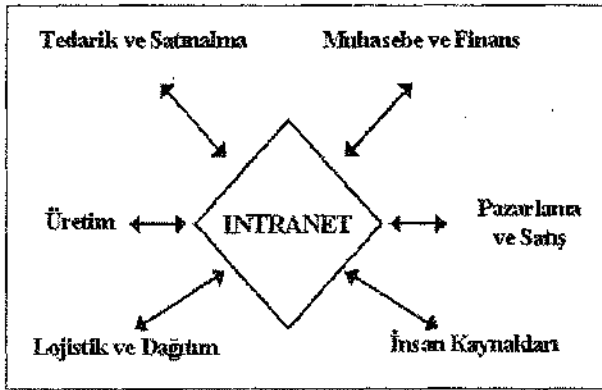 Tedarik ve Satınalma
Muhasebe ve Finans
Üretim
INTRANET
Pazarlama
ve Satış
Lojistik ve Dağıtım
İnsan Kaynakları